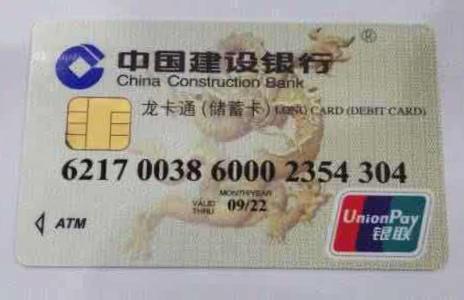 中国建设银行®
China Construction Bank
龙卡通(储蓄卡) LONG CARD (DEBIT CARD)
6217 0038 6000 2354 304
MONTH/YEAR
VALID THRU 09/22
ATM
UnionPay
银联